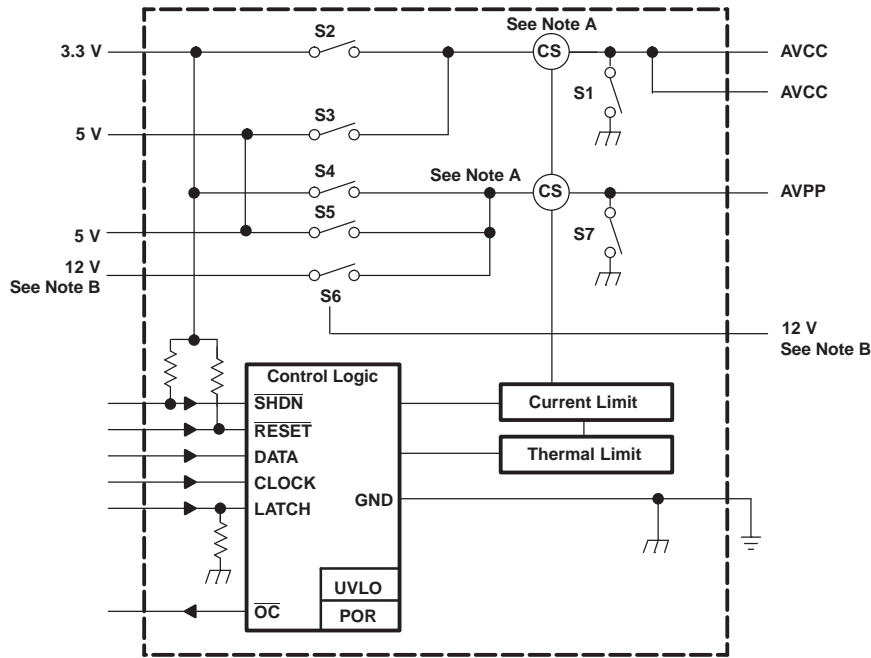 See Note A
S2
3.3 V
CS
AVCC
S1
AVCC
S3
5 V
S4
See Note A
CS
AVPP
S5
5 V
S7
12 V
See Note B
S6
12 V
See Note B
Control Logic
SHDN
Current Limit
RESET
DATA
Thermal Limit
CLOCK
LATCH
GND
UVLO
OC
POR